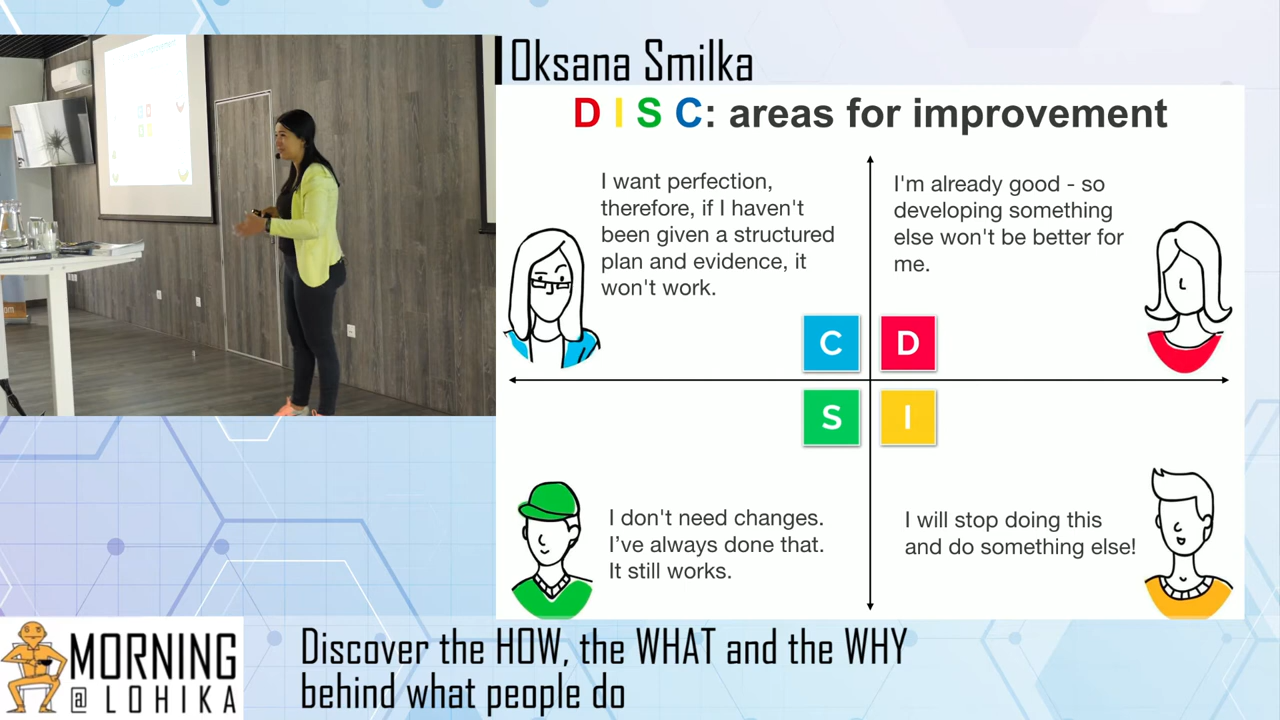 Oksana Smilka
D I S C: areas for improvement
I want perfection,
therefore, if I haven't
been given a structured
plan and evidence, it
won't work.
I'm already good - so
developing something
else won't be better for
me.
C
D
S
I
I don't need changes.
I've always done that.
It still works.
I will stop doing this
and do something else!
MORNING
@LOHIKA
Discover the HOW, the WHAT and the WHY
behind what people do